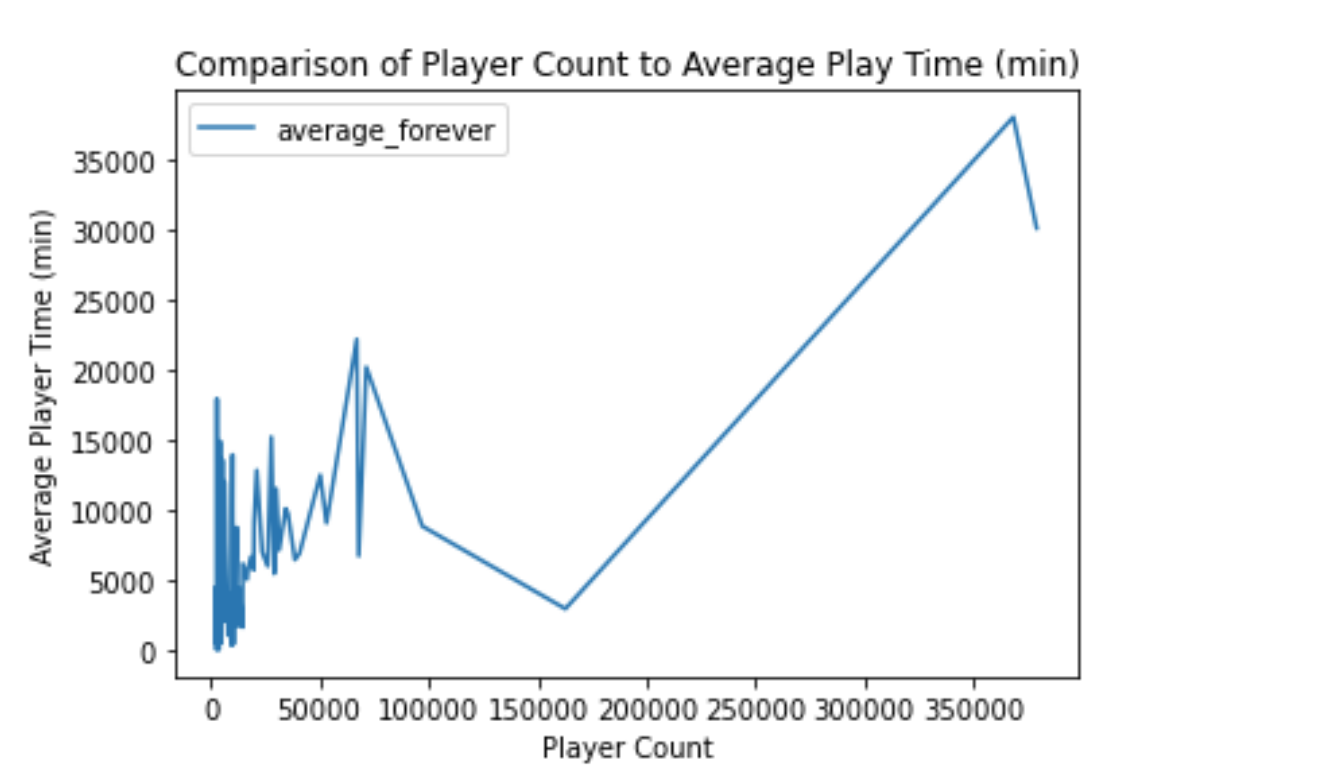 Comparison of Player Count to Average Play Time (min)
average_forever
Average Player Time (min)
35000
30000
25000
20000
15000
10000
5000
0
0 50000 100000 150000 200000 250000 300000 350000
Player Count